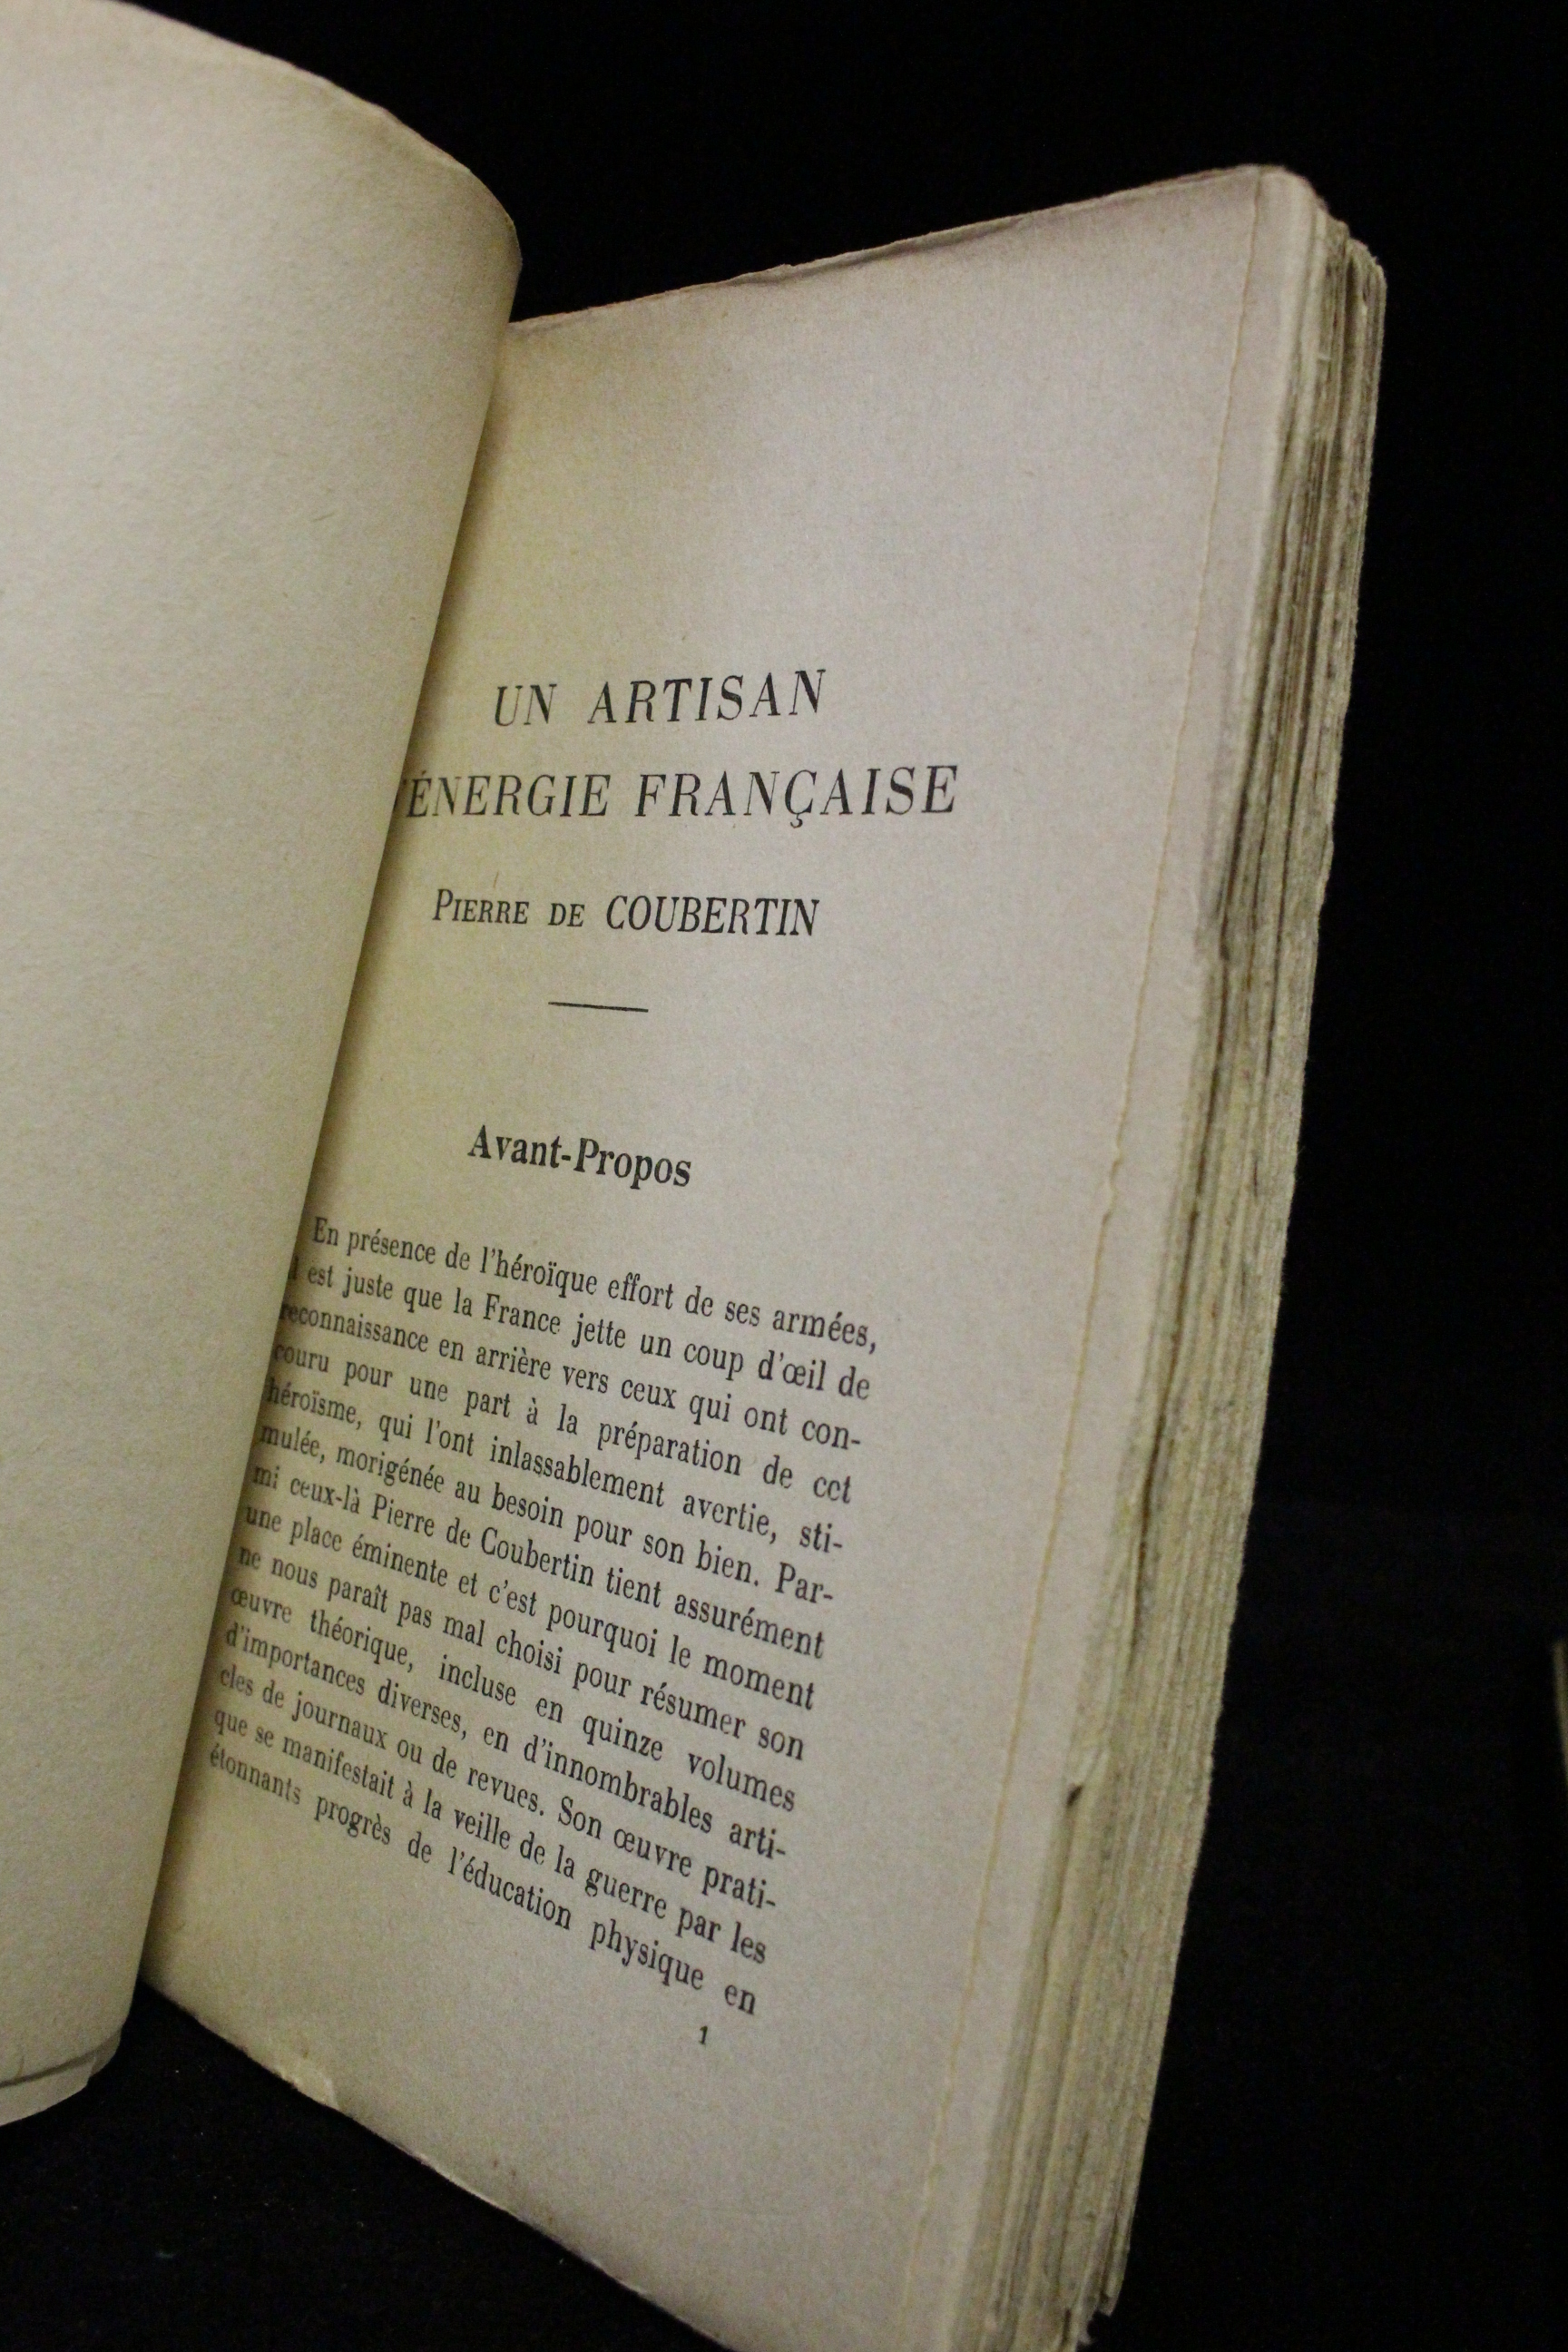 UN ARTISAN
'ÉNERGIE FRANÇAISE
PIERRE DE COUBERTIN
Avant-Propos
En présence de l'héroïque effort de ses armées,
il est juste que la France jette un coup d'œil de
reconnaissance en arrière vers ceux qui ont con-
couru pour une part à la préparation de cet
héroïsme, qui l'ont inlassablement avertie, sti-
mulée, morigénée au besoin pour son bien. Par-
mi ceux-là Pierre de Coubertin tient assurément
une place éminente et c'est pourquoi le moment
ne nous paraît pas mal choisi pour résumer son
œuvre théorique, incluse en quinze volumes
d'importances diverses, en d'innombrables arti-
cles de journaux ou de revues. Son œuvre prati-
que se manifestait à la veille de la guerre par les
étonnants progrès de l'éducation physique en
1